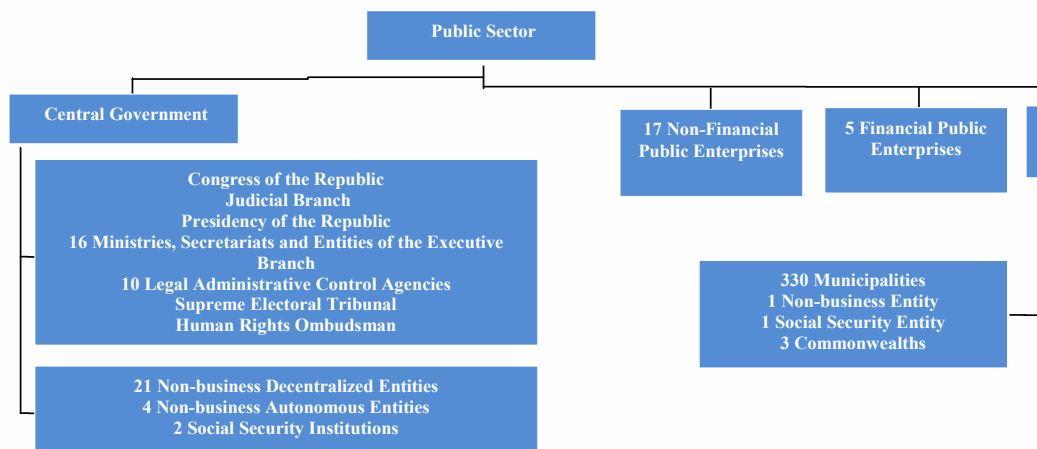 Public Sector
Central Government
17 Non-Financial
Public Enterprises
5 Financial Public
Enterprises
Congress of the Republic
Judicial Branch
Presidency of the Republic
16 Ministries, Secretariats and Entities of the Executive
Branch
10 Legal Administrative Control Agencies
Supreme Electoral Tribunal
Human Rights Ombudsman
330 Municipalities
1 Non-business Entity
1 Social Security Entity
3 Commonwealths
21 Non-business Decentralized Entities
4 Non-business Autonomous Entities
2 Social Security Institutions